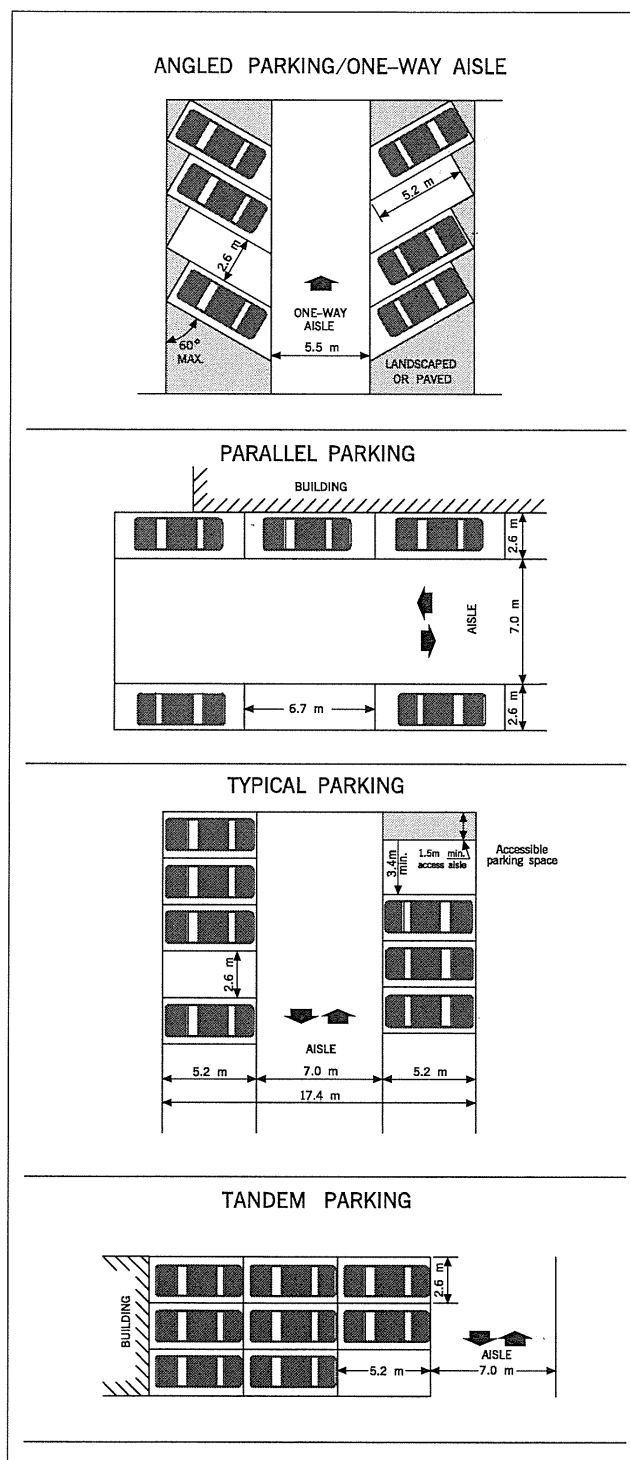 ANGLED PARKING/ONE-WAY AISLE
5.2 m
2.6 m
ONE-WAY
AISLE
5.5 m
60°
MAX.
LANDSCAPED
OR PAVED
PARALLEL PARKING
BUILDING
2.6 m
AISLE
7.0 m
6.7 m
2.6 m
TYPICAL PARKING
3.4m
min.
1.5m min.
access aisle
Accessible
parking space
2.6 m
AISLE
5.2 m
7.0 m
5.2 m
17.4 m
TANDEM PARKING
BUILDING
2.6 m
AISLE
5.2 m
7.0 m